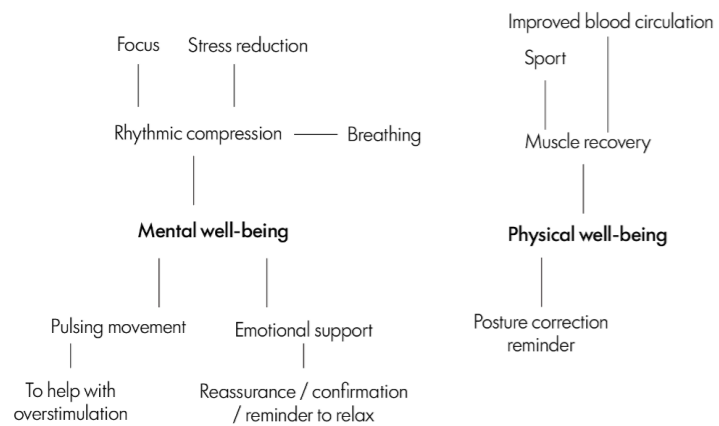 Improved blood circulation
Focus
Stress reduction
Sport
Rhythmic compression
Breathing
Muscle recovery
Mental well-being
Physical well-being
Pulsing movement
Emotional support
Posture correction
reminder
To help with
overstimulation
Reassurance / confirmation
/ reminder to relax